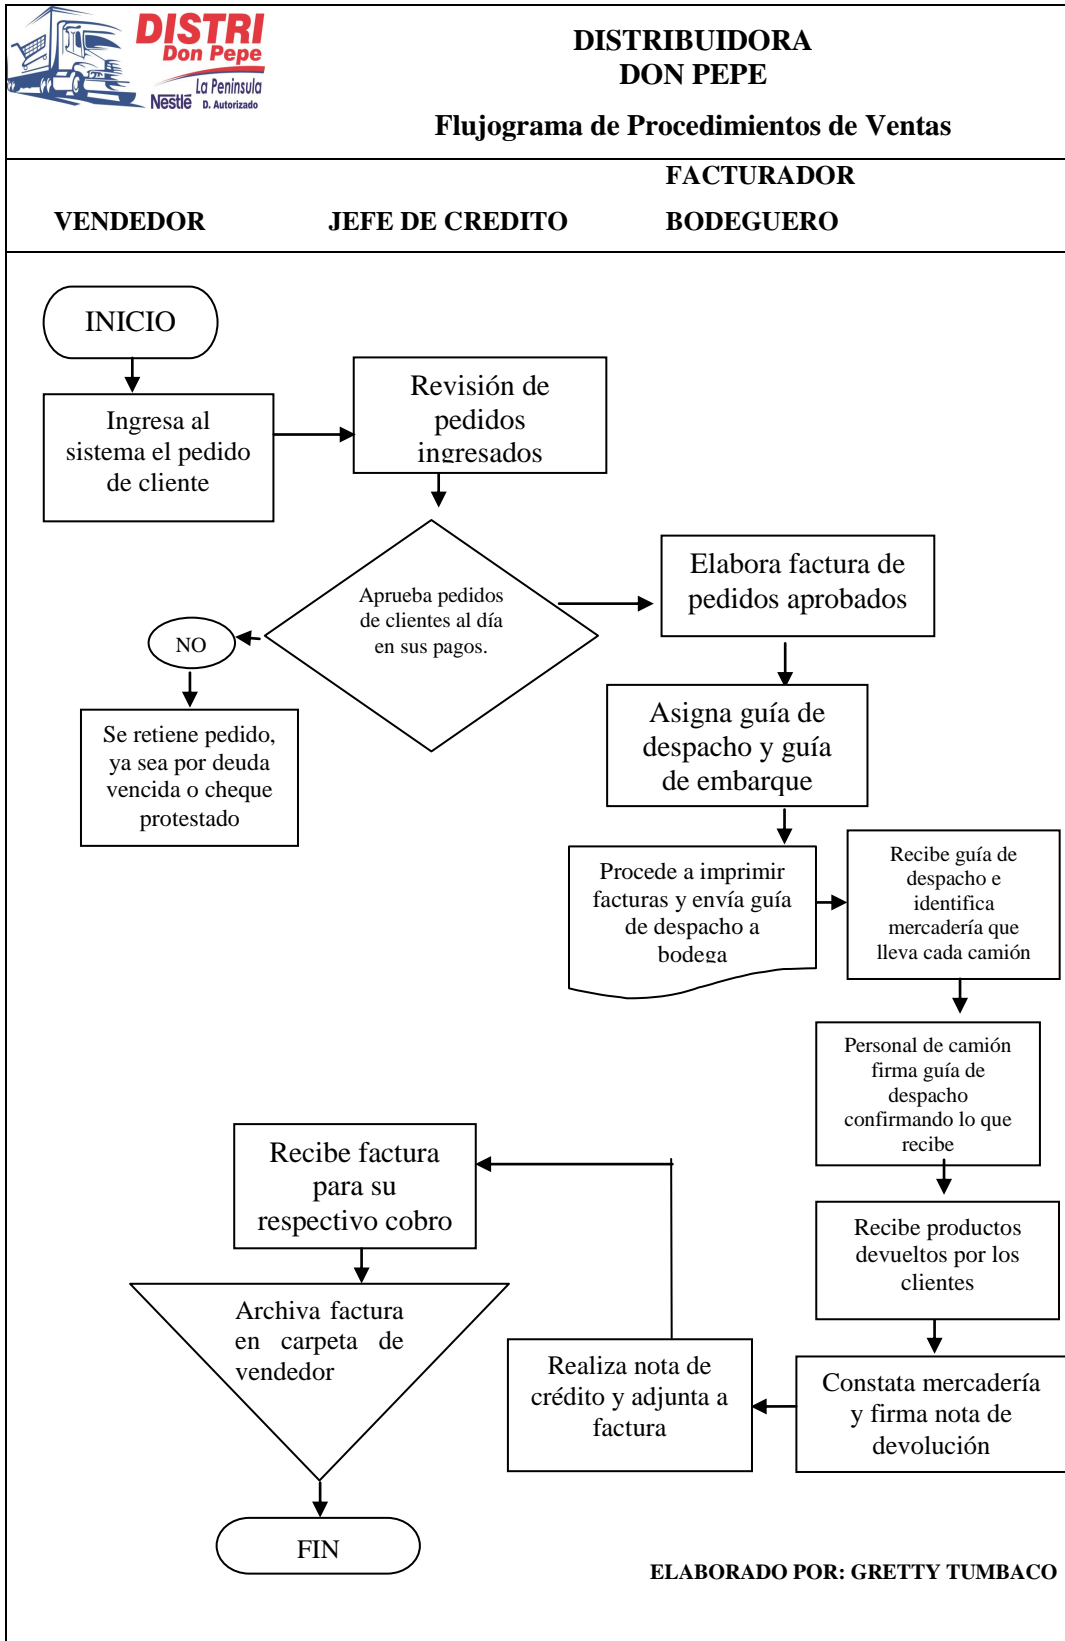 DISTRI
Don Pepe
La Peninsula
Nestlé D. Autorizado
DISTRIBUIDORA
DON PEPE
Flujograma de Procedimientos de Ventas
FACTURADOR
VENDEDOR JEFE DE CREDITO BODEGUERO
INICIO
Ingresa al
sistema el pedido
de cliente
Revisión de
pedidos
ingresados
Aprueba pedidos
de clientes al día
en sus pagos.
NO
Se retiene pedido,
ya sea por deuda
vencida o cheque
protestado
Elabora factura de
pedidos aprobados
Asigna guía de
despacho y guía
de embarque
Procede a imprimir
facturas y envía guía
de despacho a
bodega
Recibe guía de
despacho e
identifica
mercadería que
lleva cada camión
Personal de camión
firma guía de
despacho
confirmando lo que
recibe
Recibe productos
devueltos por los
clientes
Constata mercadería
y firma nota de
devolución
Realiza nota de
crédito y adjunta a
factura
Recibe factura
para su
respectivo cobro
Archiva factura
en carpeta de
vendedor
FIN
ELABORADO POR: GRETTY TUMBACO